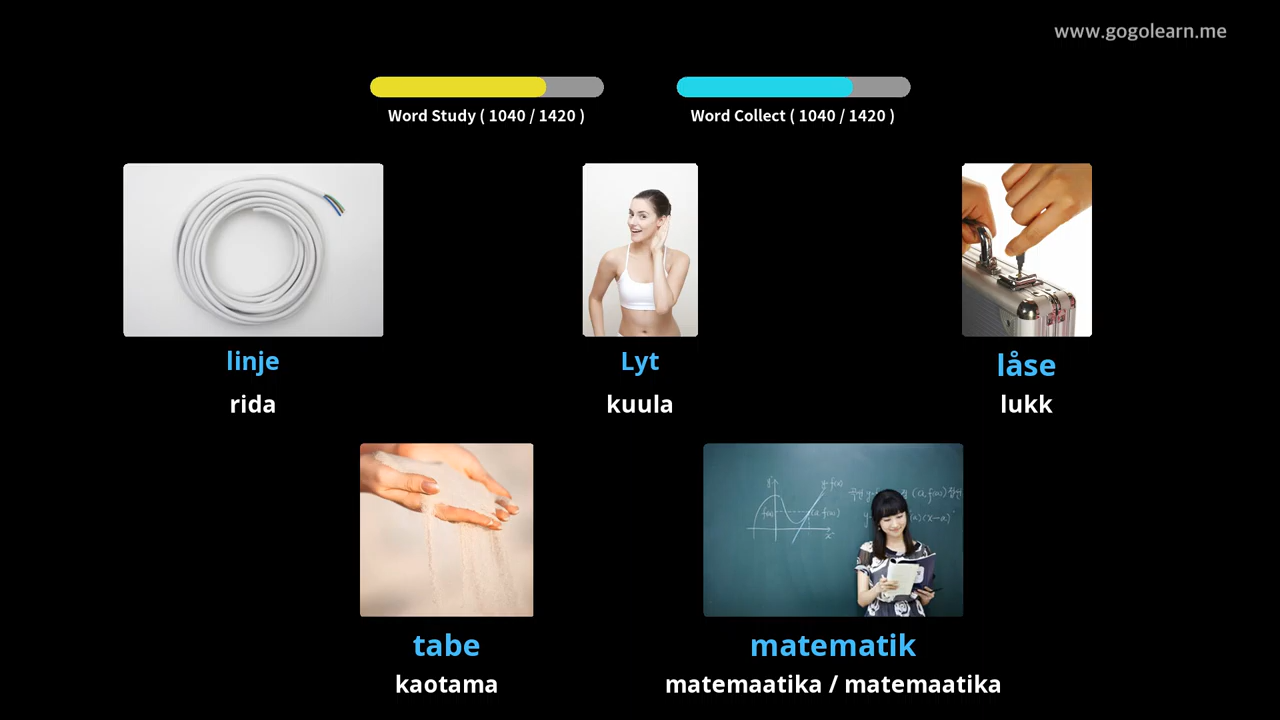 www.gogolearn.me
Word Study ( 1040 / 1420 )
Word Collect ( 1040 / 1420 )
linje
Lyt
låse
rida
kuula
lukk
tabe
matematik
kaotama
matemaatika / matemaatika